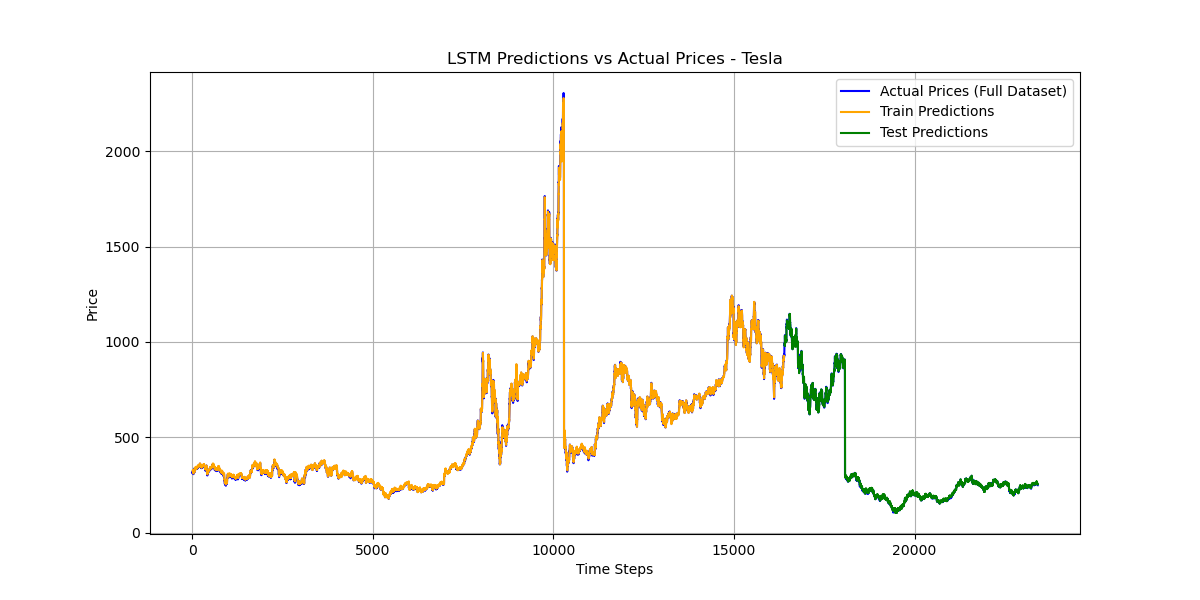 LSTM Predictions vs Actual Prices - Tesla
Actual Prices (Full Dataset)
Train Predictions
Test Predictions
Price
2000
1500
1000
500
0
0 5000 10000 15000 20000
Time Steps